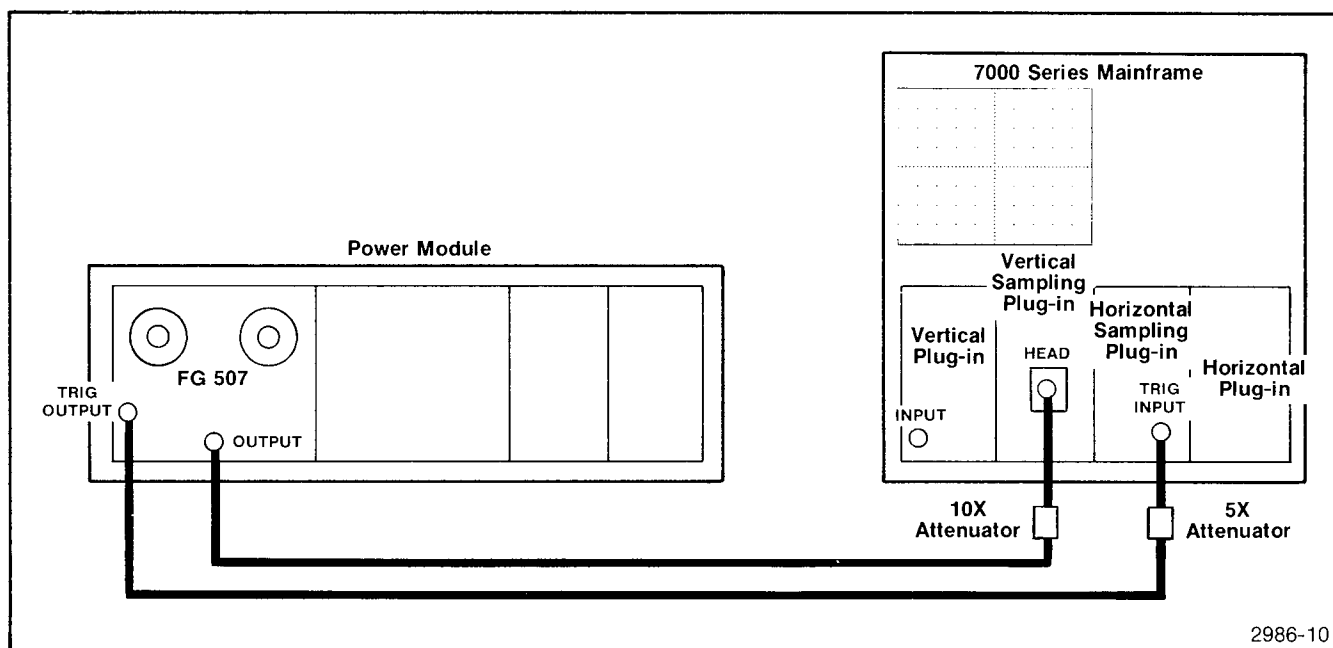 7000 Series Mainframe
Power Module
FG 507
TRIG
OUTPUT
OUTPUT
Vertical
Plug-in
INPUT
Vertical
Sampling
Plug-in
HEAD
Horizontal
Sampling
Plug-in
TRIG
INPUT
Horizontal
Plug-in
10X
Attenuator
5X
Attenuator
2986-10